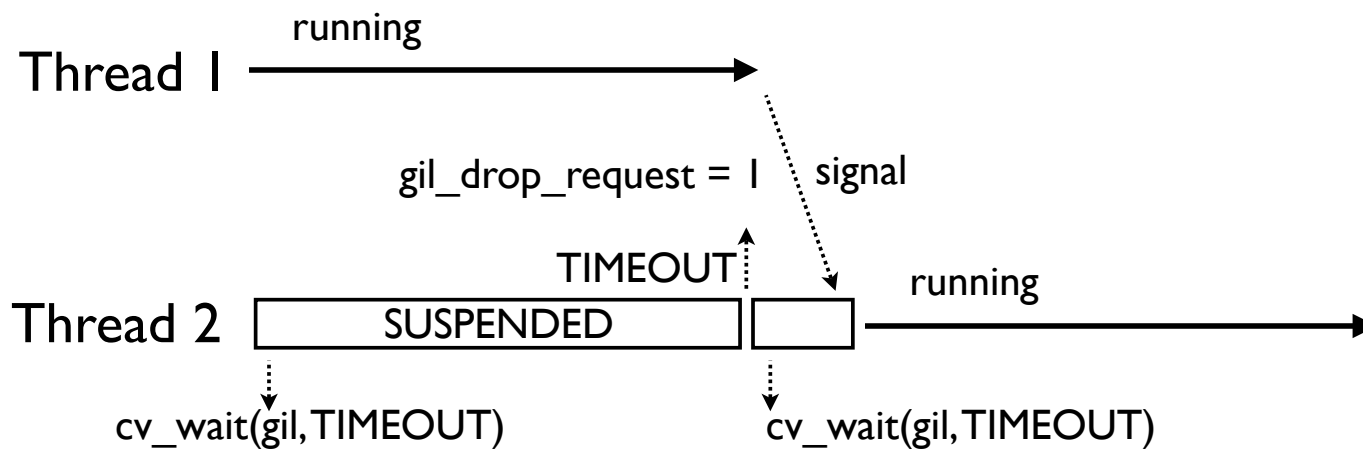 running
Thread 1
gil_drop_request = 1
signal
TIMEOUT
running
Thread 2
SUSPENDED
cv_wait(gil, TIMEOUT)
cv_wait(gil, TIMEOUT)